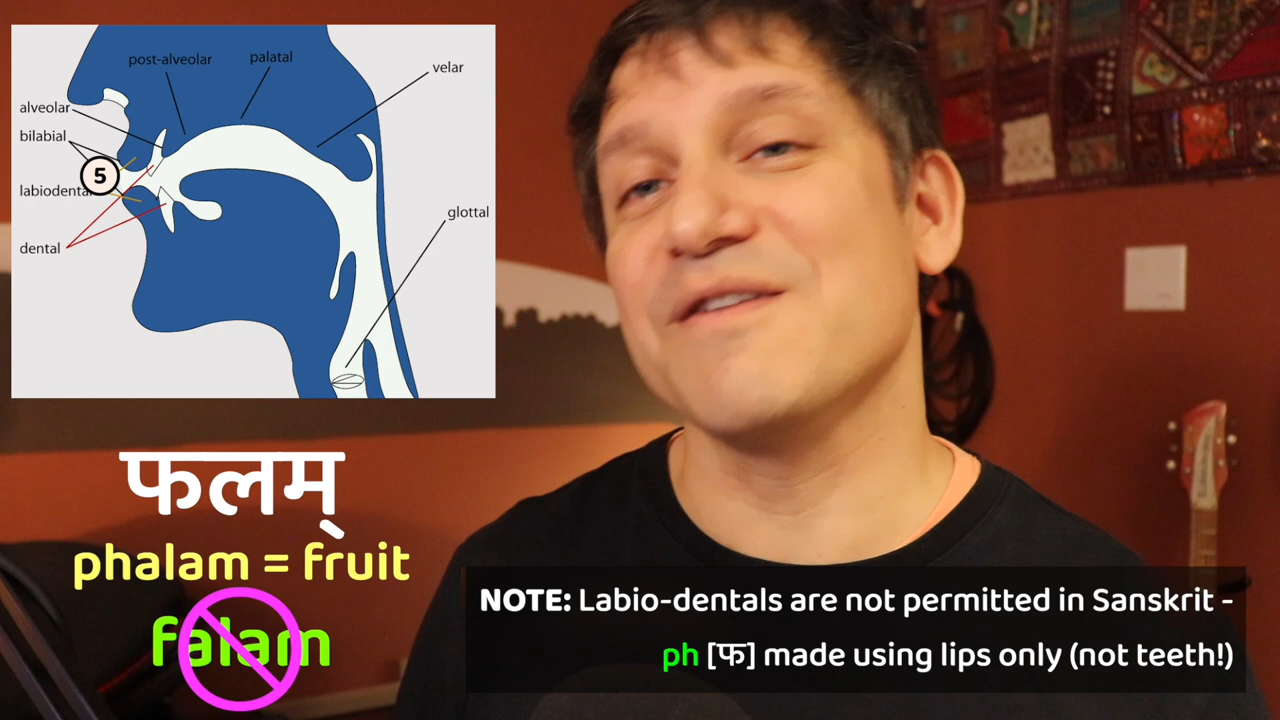 post-alveolar
palatal
velar
alveolar
bilabial
5
labiodental
glottal
dental
फलम्
phalam = fruit
falam
NOTE: Labio-dentals are not permitted in Sanskrit -
ph [फ] made using lips only (not teeth!)